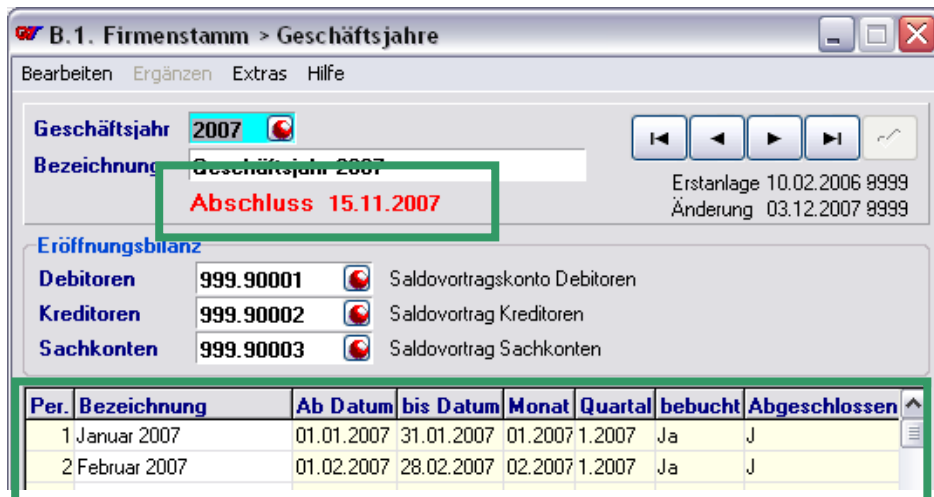 B.1. Firmenstamm > Geschäftsjahre
Bearbeiten Ergänzen Extras Hilfe
Geschäftsjahr 2007
Bezeichnung Geschäftsjahr 2007
Abschluss 15.11.2007
Erstanlage 10.02.2006 9999
Änderung 03.12.2007 9999
Eröffnungsbilanz
Debitoren 999.90001 Saldovortragskonto Debitoren
Kreditoren 999.90002 Saldovortrag Kreditoren
Sachkonten 999.90003 Saldovortrag Sachkonten
Per. Bezeichnung Ab Datum bis Datum Monat Quartal bebucht Abgeschlossen
1 Januar 2007 01.01.2007 31.01.2007 01.2007 1.2007 Ja J
2 Februar 2007 01.02.2007 28.02.2007 02.2007 1.2007 Ja J